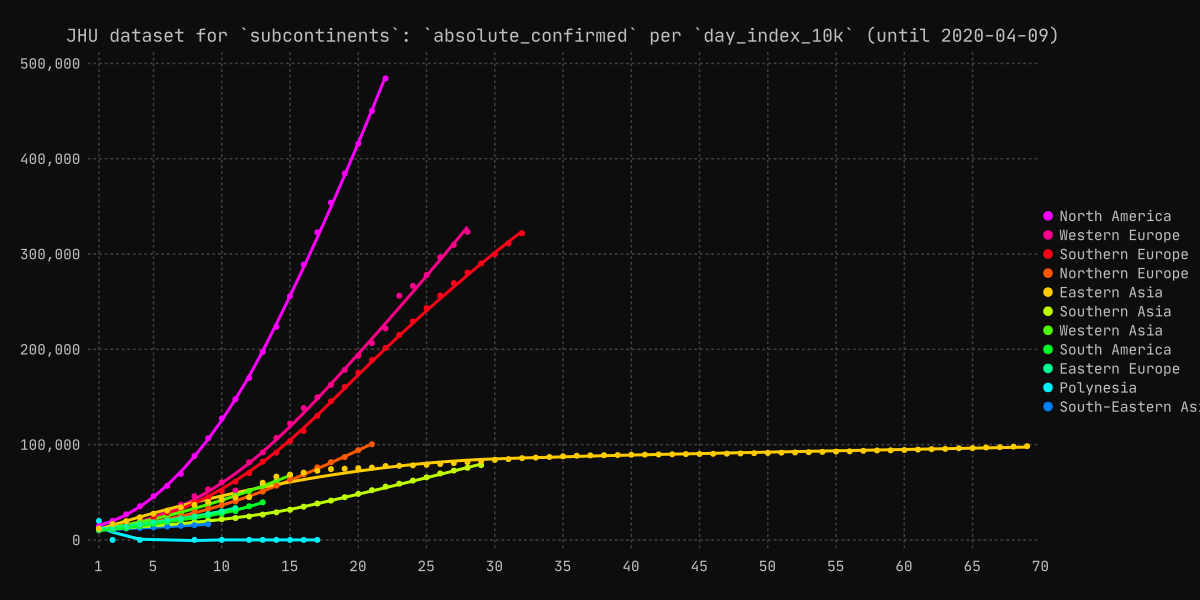 JHU dataset for `subcontinents`: `absolute_confirmed` per `day_index_10k` (until 2020-04-09)
500,000
400,000
300,000
200,000
100,000
0
1 5 10 15 20 25 30 35 40 45 50 55 60 65 70
North America
Western Europe
Southern Europe
Northern Europe
Eastern Asia
Southern Asia
Western Asia
South America
Eastern Europe
Polynesia
South-Eastern As